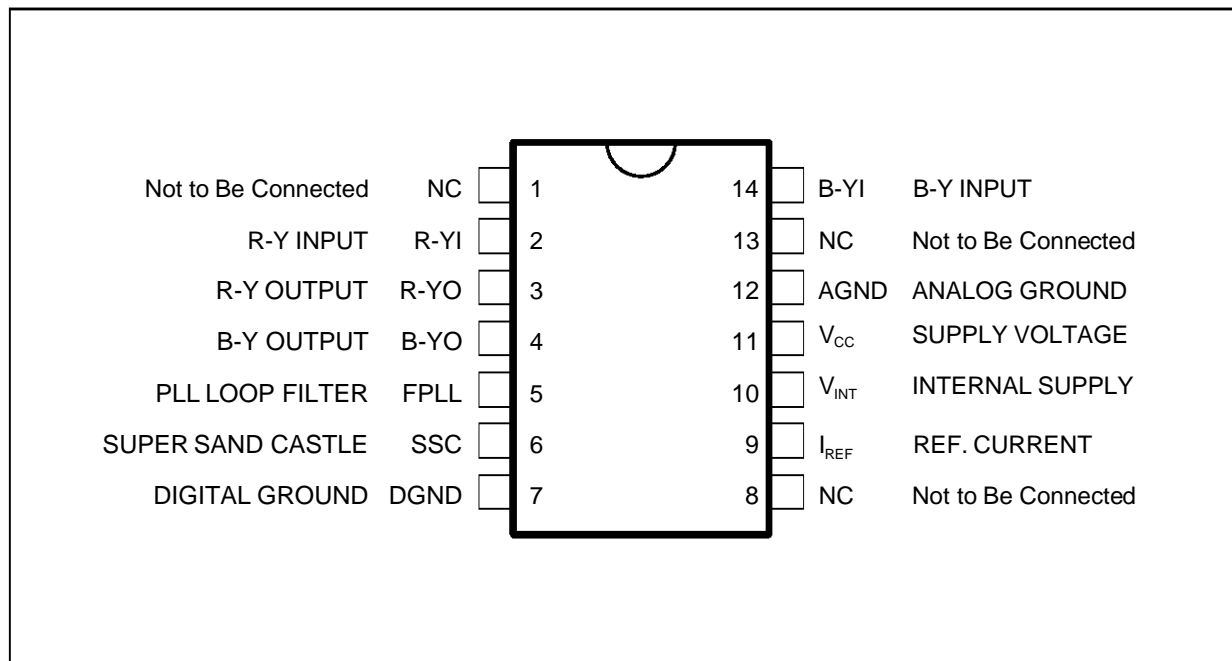 Not to Be Connected NC 1 14 B-YI B-Y INPUT
R-Y INPUT R-YI 2 13 NC Not to Be Connected
R-Y OUTPUT R-YO 3 12 AGND ANALOG GROUND
B-Y OUTPUT B-YO 4 11 VCC SUPPLY VOLTAGE
PLL LOOP FILTER FPLL 5 10 VINT INTERNAL SUPPLY
SUPER SAND CASTLE SSC 6 9 IREF REF. CURRENT
DIGITAL GROUND DGND 7 8 NC Not to Be Connected